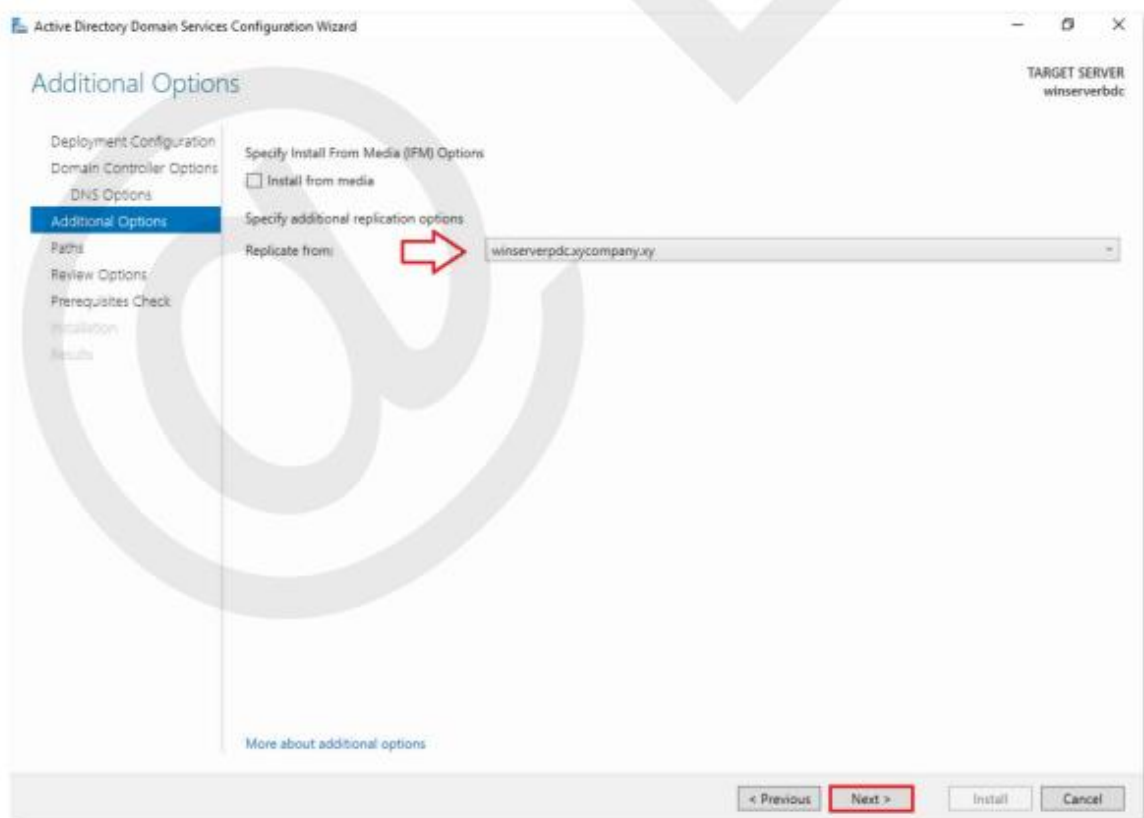 Active Directory Domain Services Configuration Wizard
Additional Options
TARGET SERVER
winserverbdc
Deployment Configuration
Domain Controller Options
DNS Options
Additional Options
Paths
Review Options
Prerequisites Check
Installation
Results
Specify Install From Media (IFM) Options
Install from media
Specify additional replication options
Replicate from: winserverpdc.xycompany.xy
More about additional options
< Previous Next > Install Cancel